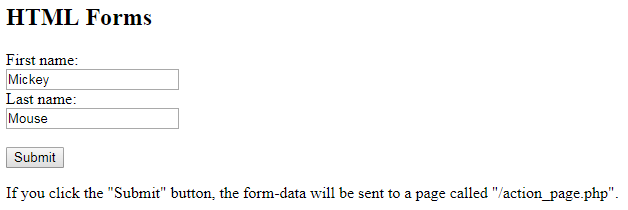 HTML Forms
First name:
Mickey
Last name:
Mouse
Submit
If you click the "Submit" button, the form-data will be sent to a page called "/action_page.php".